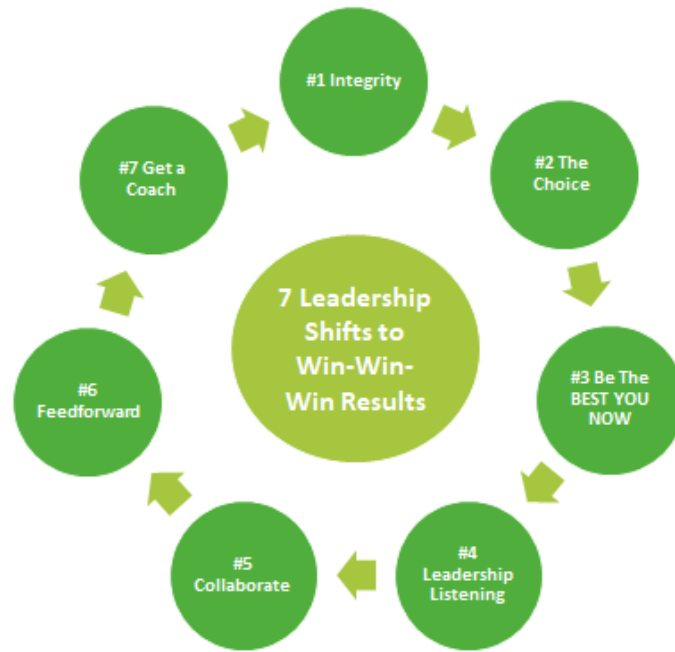 #1 Integrity
#2 The
Choice
#3 Be The
BEST YOU
NOW
#4
Leadership
Listening
#5
Collaborate
#6
Feedforward
#7 Get a
Coach
7 Leadership
Shifts to
Win-Win-
Win Results